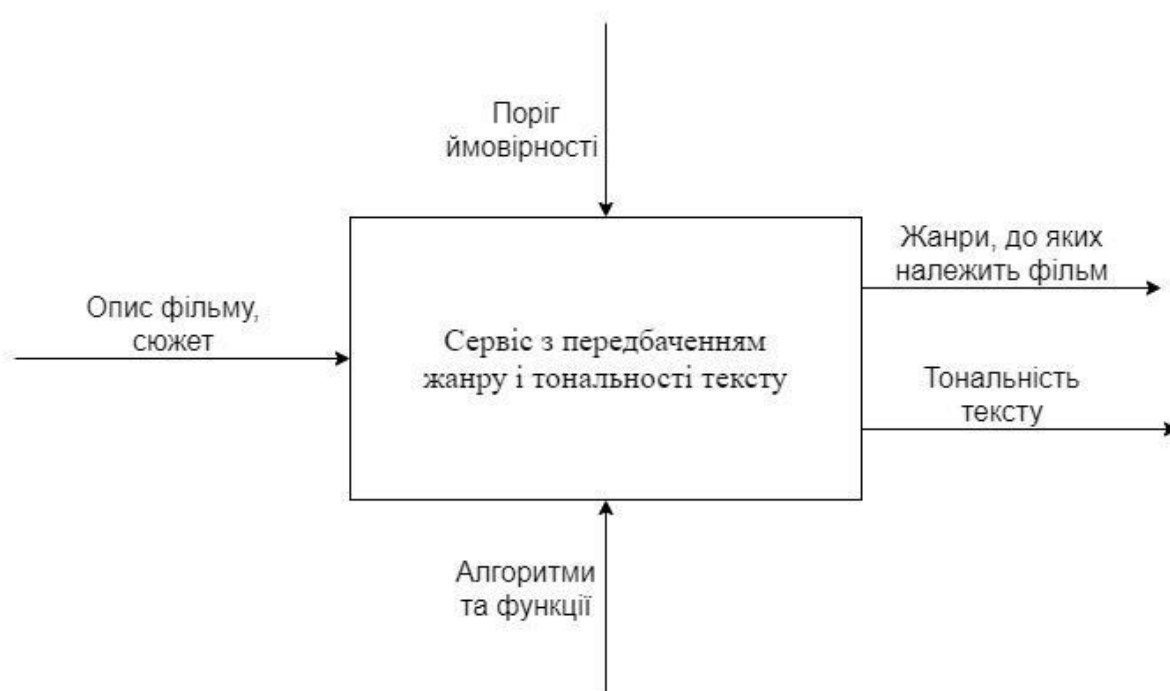 Поріг
ймовірності
Жанри, до яких
належить фільм
Опис фільму,
сюжет
Сервіс з передбаченням
жанру і тональності тексту
Тональність
тексту
Алгоритми
та функції